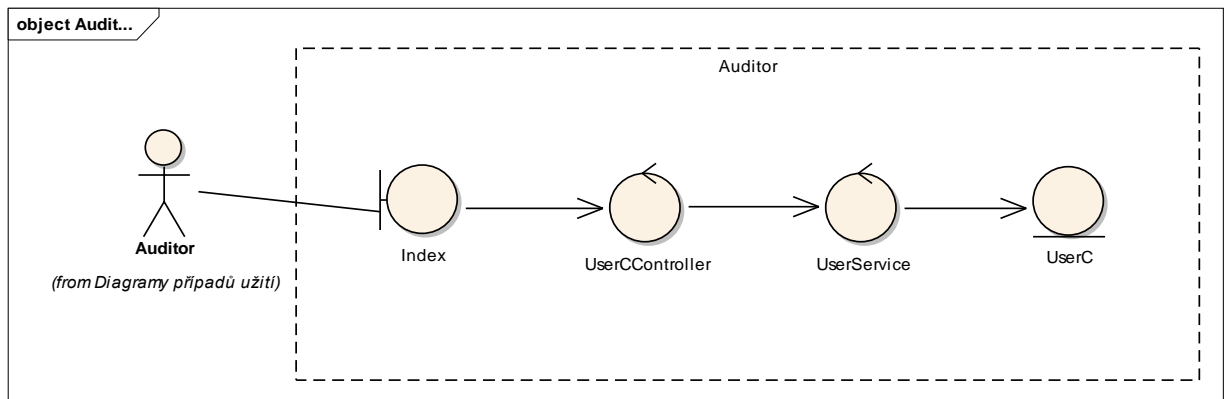 object Audit...
Auditor
Auditor
(from Diagramy případů užití)
Index
UserCController
UserService
UserC